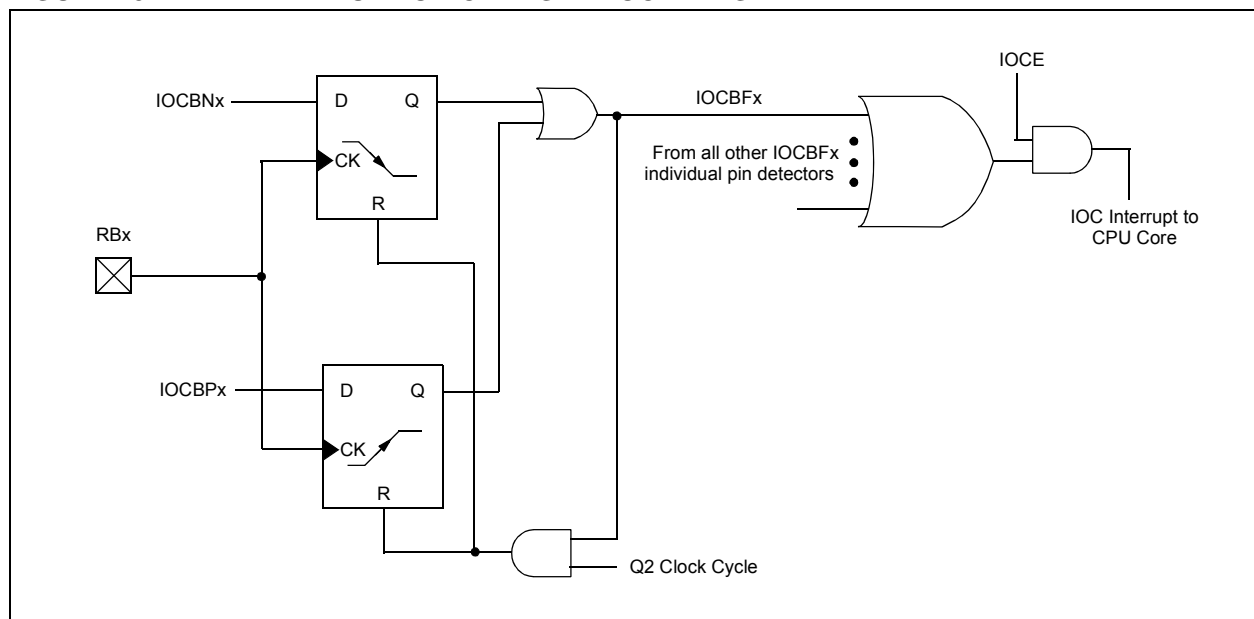 IOCE
IOCBNx
D
Q
IOCBFx
CK
From all other IOCBFx
individual pin detectors
R
IOC Interrupt to
CPU Core
RBx
IOCBPx
D
Q
CK
R
Q2 Clock Cycle